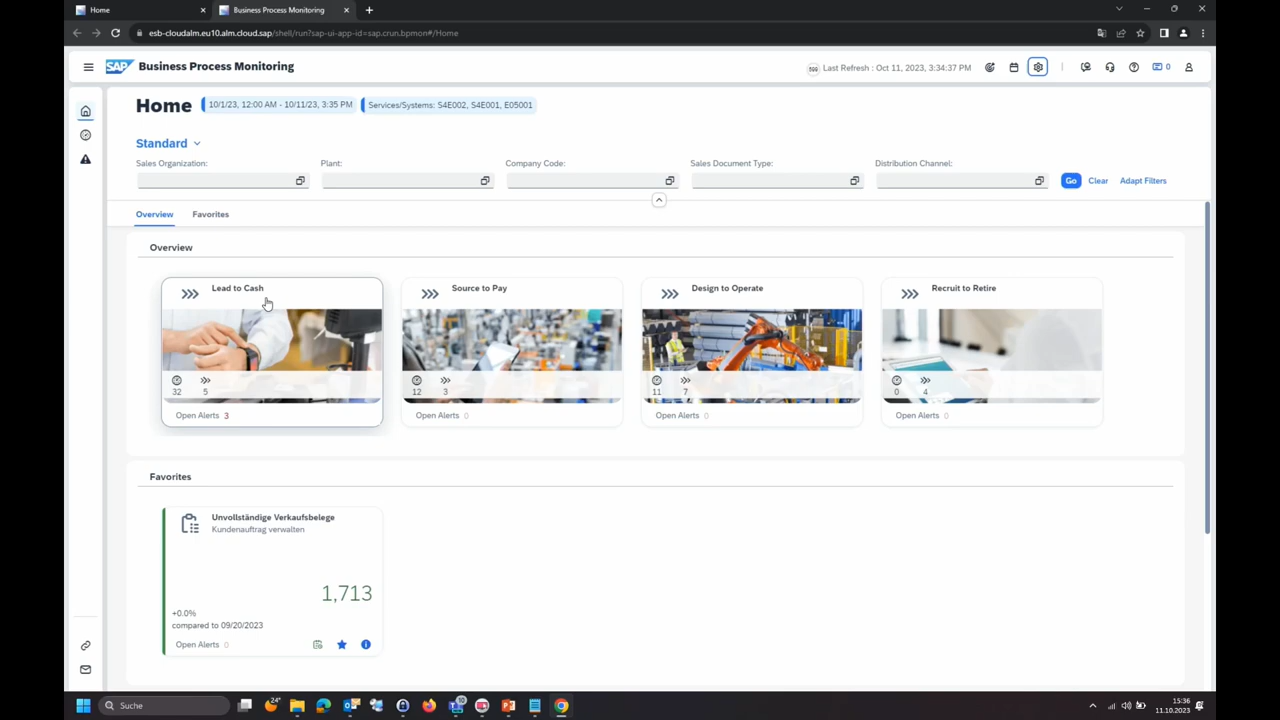 Home
Business Process Monitoring
esb-cloudalm.eu10.alm.cloud.sap/shell/run?sap-ui-app-id=sap.crun.bpmon#/Home
SAP Business Process Monitoring
Last Refresh : Oct 11, 2023, 3:34:37 PM
0
Home
10/1/23, 12:00 AM - 10/11/23, 3:35 PM
Services/Systems: S4E002, S4E001, E05001
Standard
Sales Organization:
Plant:
Company Code:
Sales Document Type:
Distribution Channel:
Go
Clear
Adapt Filters
Overview
Favorites
Overview
Lead to Cash
32 5
Open Alerts 3
Source to Pay
12 3
Open Alerts 0
Design to Operate
11 7
Open Alerts 0
Recruit to Retire
0 4
Open Alerts 0
Favorites
Unvollständige Verkaufsbelege
Kundenauftrag verwalten
1,713
+0.0%
compared to 09/20/2023
Open Alerts 0
Suche
24°
15:36
11.10.2023